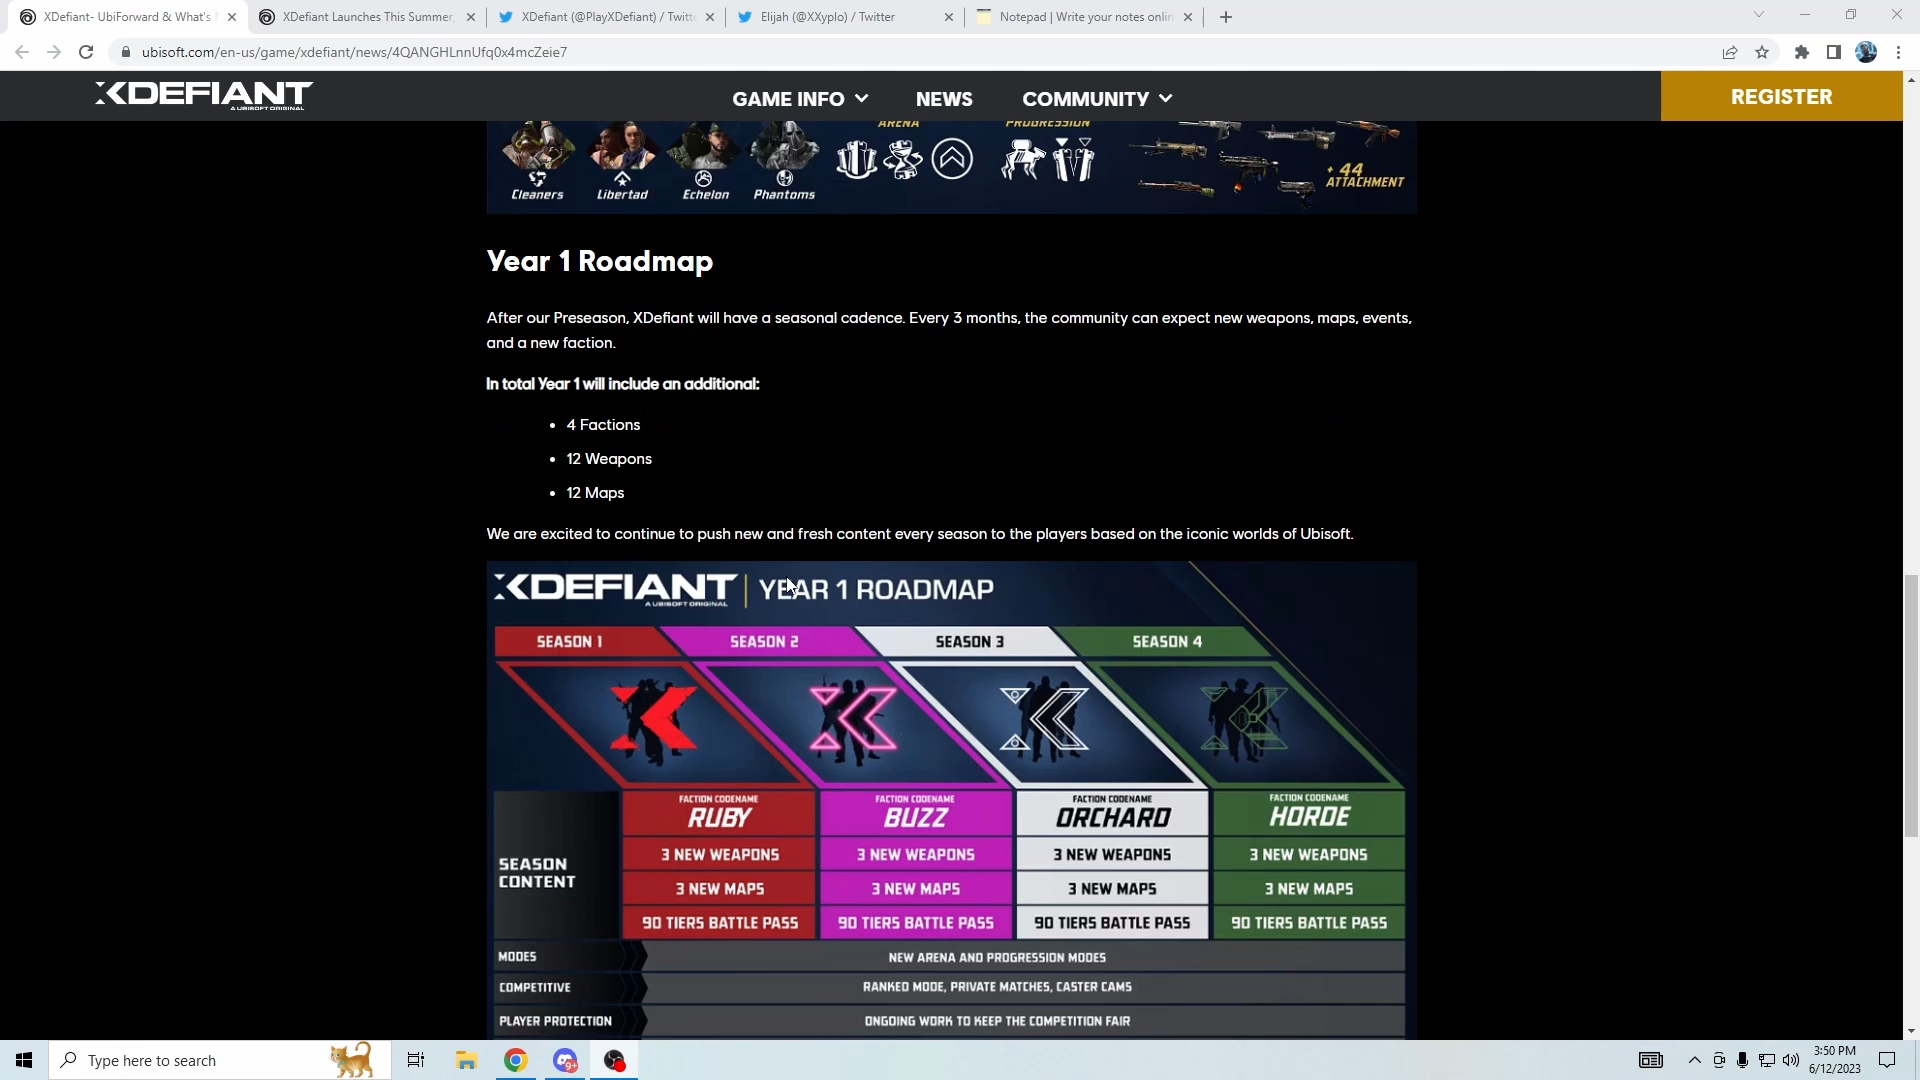 XDefiant- UbiForward & What's
XDefiant Launches This Summer,
XDefiant (@PlayXDefiant) / Twitt
Elijah (@XXyplo) / Twitter
Notepad | Write your notes onlin
ubisoft.com/en-us/game/xdefiant/news/4QANGHLnnUfq0x4mcZeie7
XDEFIANT
A UBISOFT ORIGINAL
GAME INFO
NEWS
COMMUNITY
REGISTER
ARENA
PROGRESSION
+ 44
ATTACHMENT
Cleaners
Libertad
Echelon
Phantoms
Year 1 Roadmap
After our Preseason, XDefiant will have a seasonal cadence. Every 3 months, the community can expect new weapons, maps, events,
and a new faction.
In total Year 1 will include an additional:
• 4 Factions
• 12 Weapons
• 12 Maps
We are excited to continue to push new and fresh content every season to the players based on the iconic worlds of Ubisoft.
XDEFIANT | YEAR 1 ROADMAP
A UBISOFT ORIGINAL
SEASON 1
SEASON 2
SEASON 3
SEASON 4
FACTION CODENAME
RUBY
FACTION CODENAME
BUZZ
FACTION CODENAME
ORCHARD
FACTION CODENAME
HORDE
SEASON
CONTENT
3 NEW WEAPONS
3 NEW WEAPONS
3 NEW WEAPONS
3 NEW WEAPONS
3 NEW MAPS
3 NEW MAPS
3 NEW MAPS
3 NEW MAPS
90 TIERS BATTLE PASS
90 TIERS BATTLE PASS
90 TIERS BATTLE PASS
90 TIERS BATTLE PASS
MODES
NEW ARENA AND PROGRESSION MODES
COMPETITIVE
RANKED MODE, PRIVATE MATCHES, CASTER CAMS
PLAYER PROTECTION
ONGOING WORK TO KEEP THE COMPETITION FAIR
Type here to search
9+
3:50 PM
6/12/2023